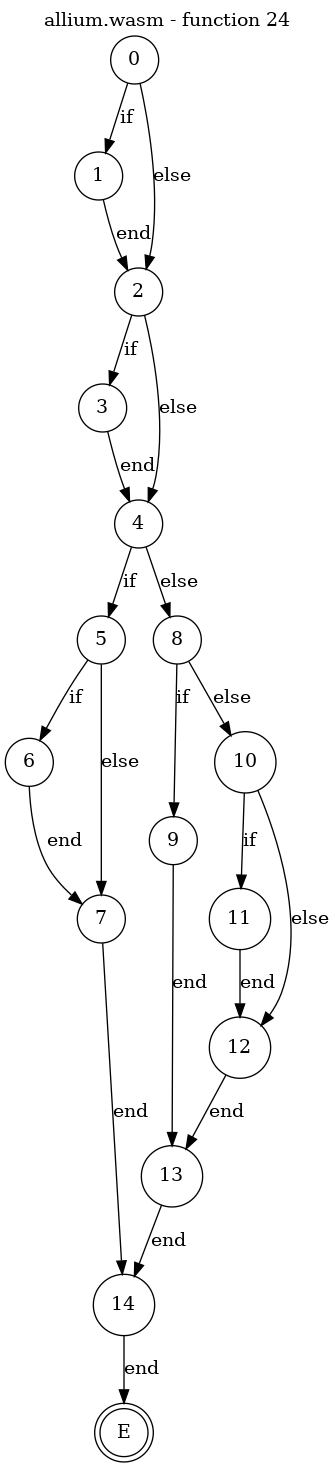 allium.wasm - function 24
0
if
1
else
end
2
if
3
else
end
4
if
else
5
8
if
if
else
6
else
10
end
9
if
7
11
else
end
end
12
end
end
13
end
14
end
E